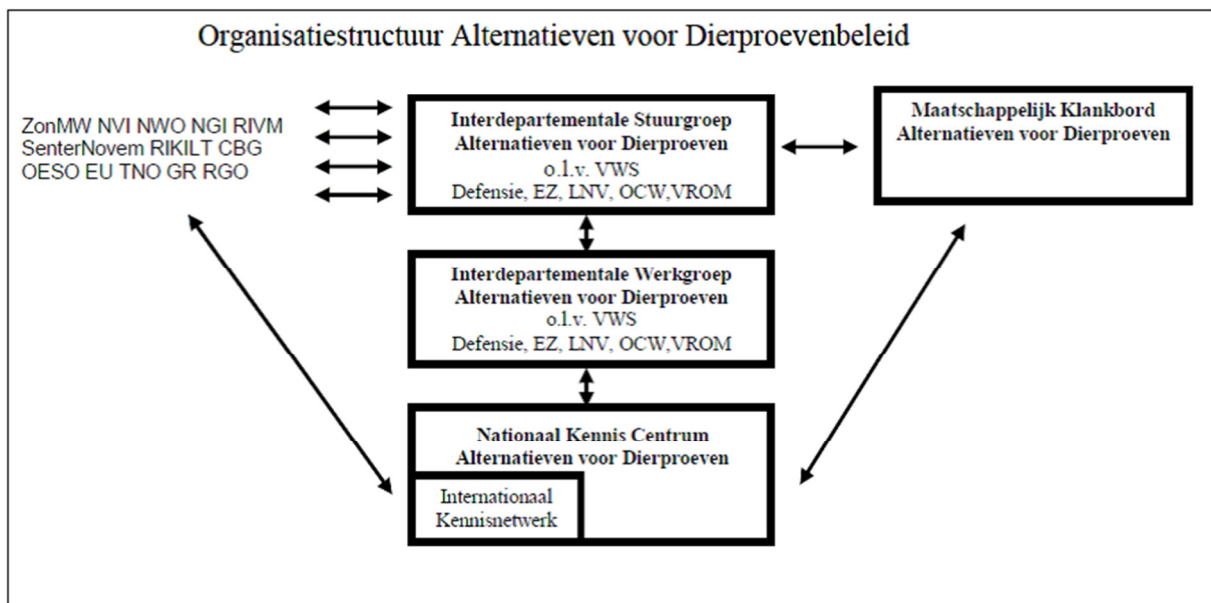 Organisatiestructuur Alternatieven voor Dierproevenbeleid
ZonMW NVI NWO NGI RIVM
SenterNovem RIKILT CBG
OESO EU TNO GR RGO
Interdepartementale Stuurgroep
Alternatieven voor Dierproeven
o.l.v. VWS
Defensie, EZ, LNV, OCW,VROM
Maatschappelijk Klankbord
Alternatieven voor Dierproeven
Interdepartementale Werkgroep
Alternatieven voor Dierproeven
o.l.v. VWS
Defensie, EZ, LNV, OCW,VROM
Nationaal Kennis Centrum
Alternatieven voor Dierproeven
Internationaal
Kennisnetwerk